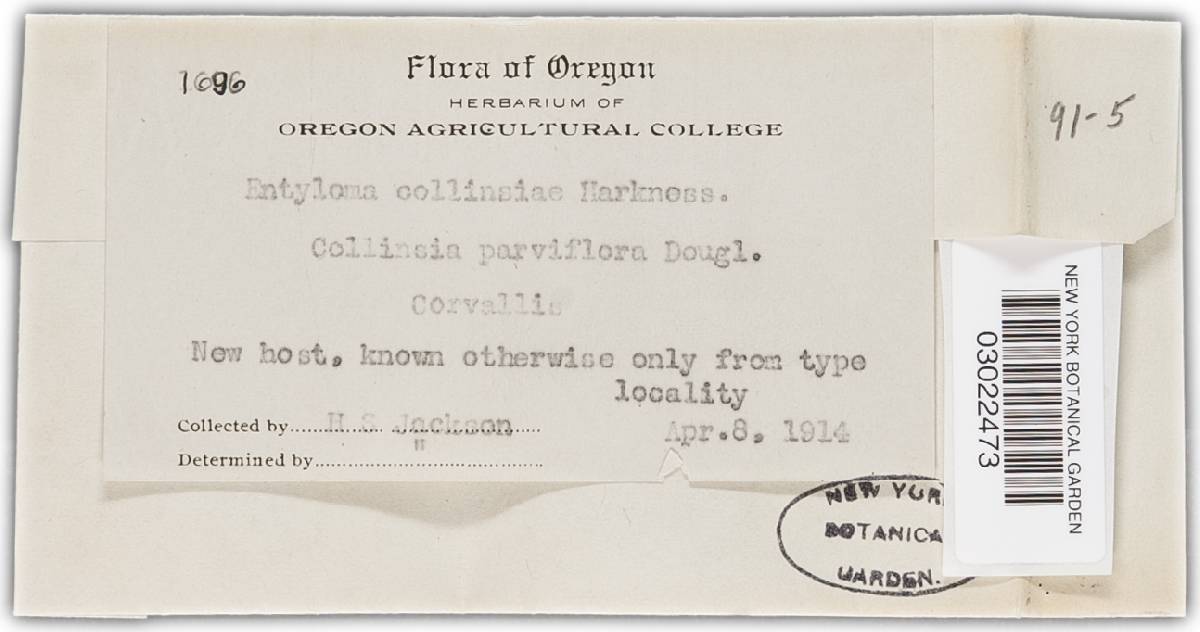 1696
Flora of Oregon
HERBARIUM OF
OREGON AGRICULTURAL COLLEGE
91-5
Entyloma collinsiae Harkness.
Collinsia parviflora Dougl.
Corvallis
New host, known otherwise only from type
locality
Collected by H S Jackson
Apr.8, 1914
"
Determined by
NEW YORK BOTANICAL GARDEN
03022473
NEW YOR
BOTANICA
GARDEN.